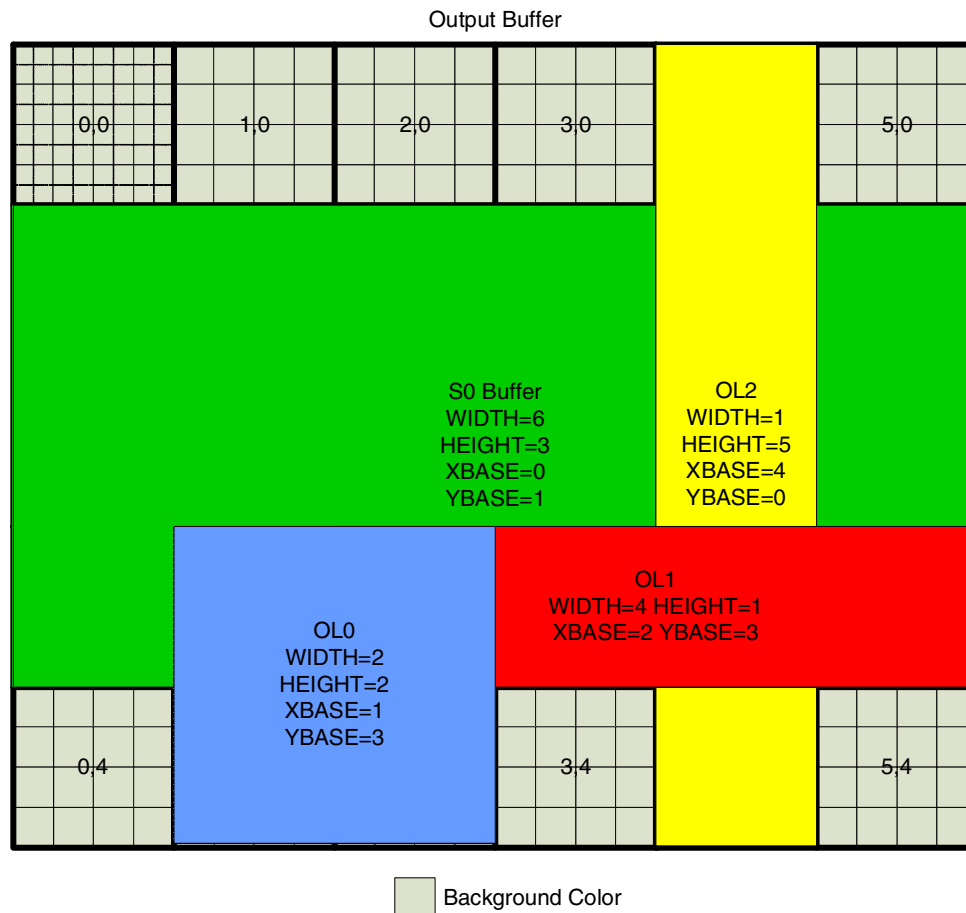 Output Buffer
0,0
1,0
2,0
3,0
5,0
S0 Buffer
WIDTH=6
HEIGHT=3
XBASE=0
YBASE=1
OL2
WIDTH=1
HEIGHT=5
XBASE=4
YBASE=0
OL1
WIDTH=4 HEIGHT=1
XBASE=2 YBASE=3
OL0
WIDTH=2
HEIGHT=2
XBASE=1
YBASE=3
0,4
3,4
5,4
Background Color